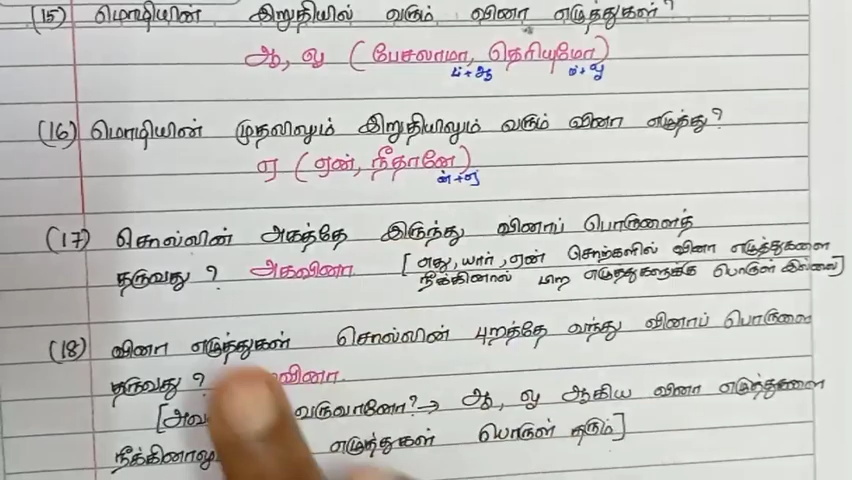 (15) மொழியின் இறுதியில் வரும் வினா எழுத்துகள்?
ஆ, ஓ ( பேசலாமா, தெரியுமோ)
ம்+ஆ ம்+ஓ
(16) மொழியின் முதலிலும் இறுதியிலும் வரும் வினா எழுத்து?
ஏ ( ஏன், நீதானே)
ன்+ஏ
(17) சொல்லின் அகத்தே இருந்து வினாப் பொருளைத்
தருவது? அகவினா [எது, யார், ஏன் சொற்களில் வினா எழுத்துகளை
நீக்கினால் பிற எழுத்துகளுக்கு பொருள் இல்லை]
(18) வினா எழுத்துகள் சொல்லின் புறத்தே வந்து வினாப் பொருளை
தருவது? வினா
[அவ வருவானோ? → ஆ, ஓ ஆகிய வினா எழுத்துகளை
நீக்கினாலு எழுத்துகள் பொருள் தரும்]